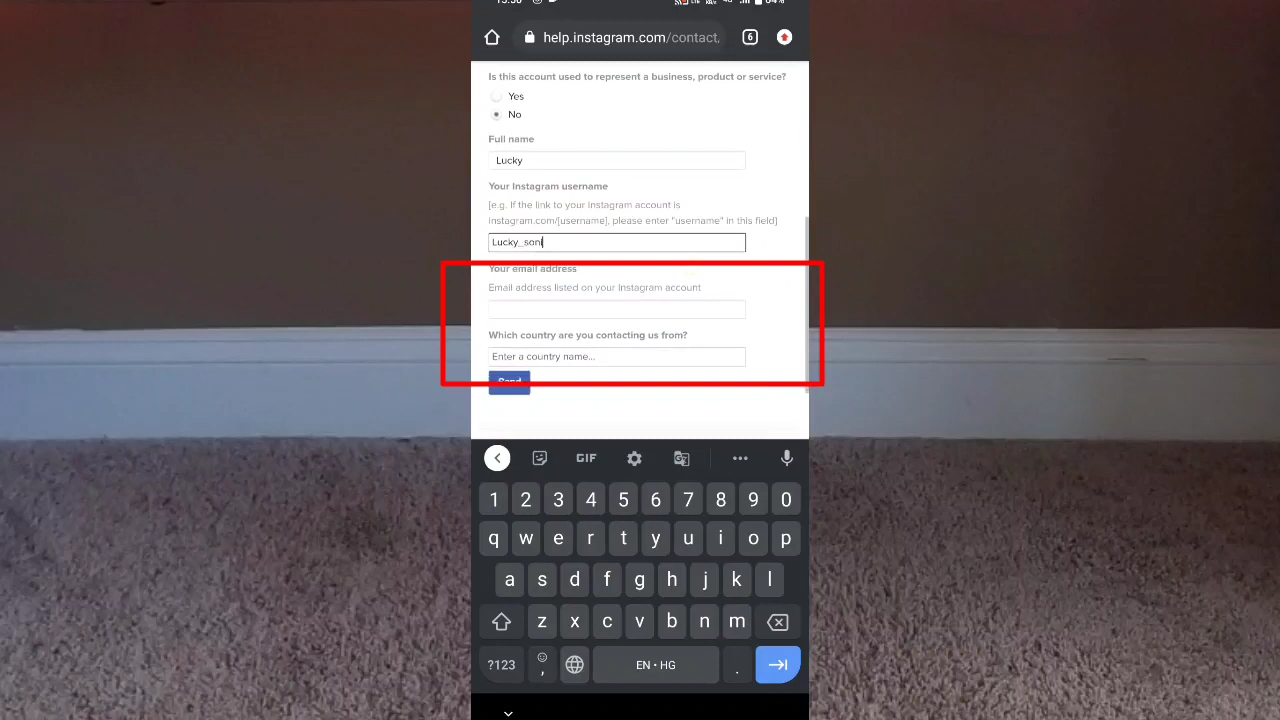 help.instagram.com/contact.
6
Is this account used to represent a business, product or service?
Yes
No
Full name
Lucky
Your Instagram username
[e.g. If the link to your Instagram account is
instagram.com/[username], please enter "username" in this field]
Lucky_soni
Your email address
Email address listed on your Instagram account
Which country are you contacting us from?
Enter a country name...
Send
GIF
1 2 3 4 5 6 7 8 9 0
q w e r t y u i o p
a s d f g h j k l
z x c v b n m
?123 , EN • HG .